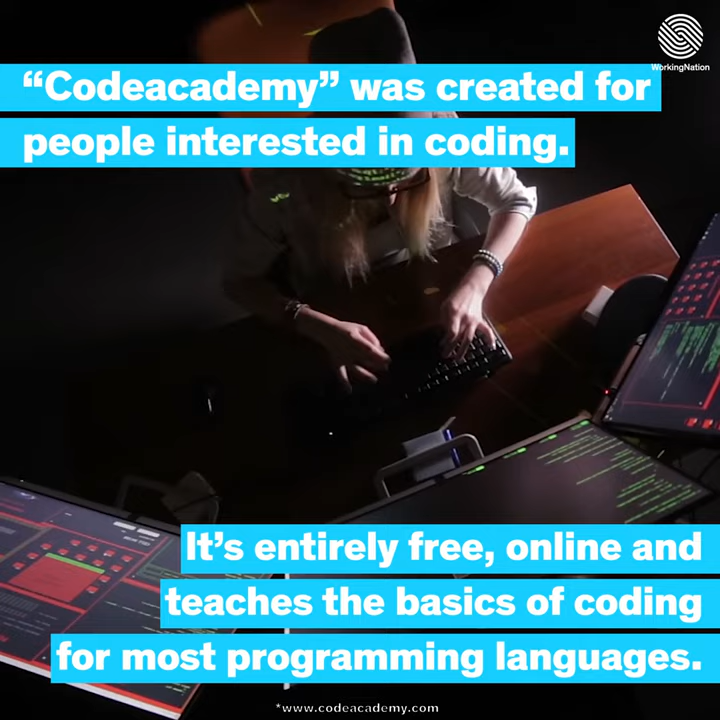 WorkingNation
“Codeacademy” was created for
people interested in coding.
It’s entirely free, online and
teaches the basics of coding
for most programming languages.
*www.codeacademy.com